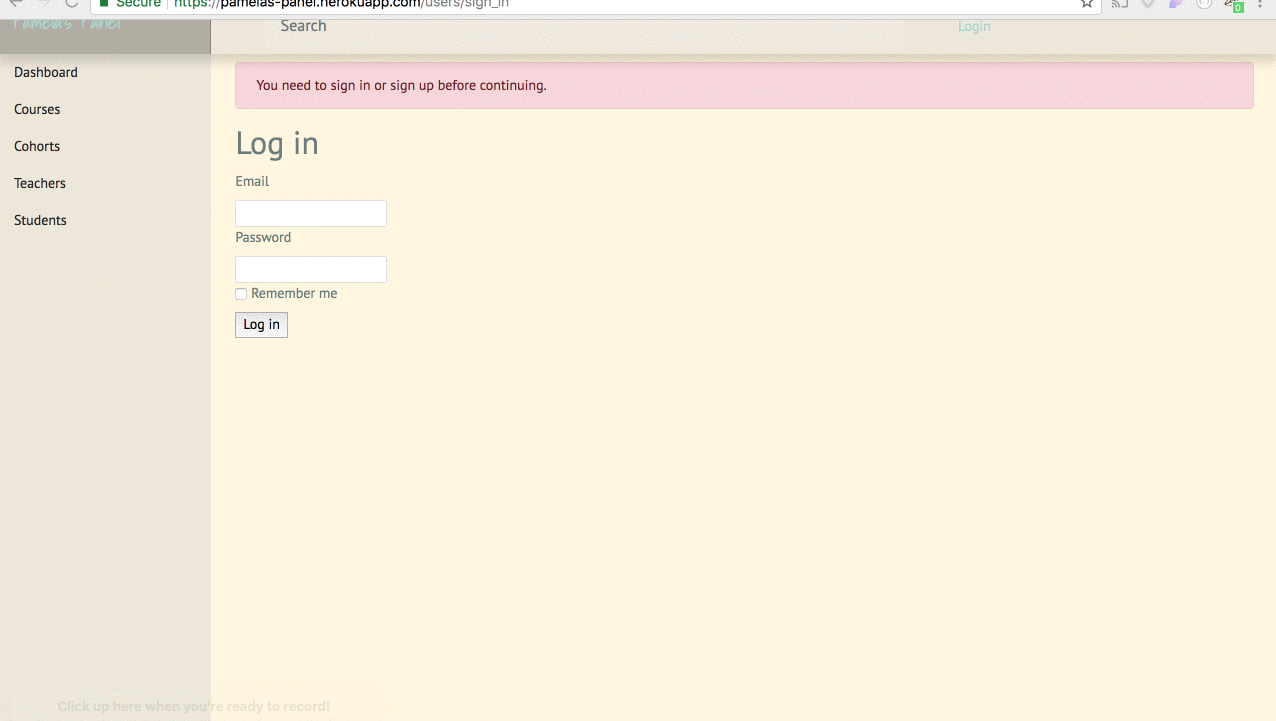 Secure https://pamelas-panel.herokuapp.com/users/sign_in
0
Pamela's Panel
Search
Login
Dashboard
Courses
Cohorts
Teachers
Students
You need to sign in or sign up before continuing.
Log in
Email
Password
Remember me
Log in
Click up here when you're ready to record!